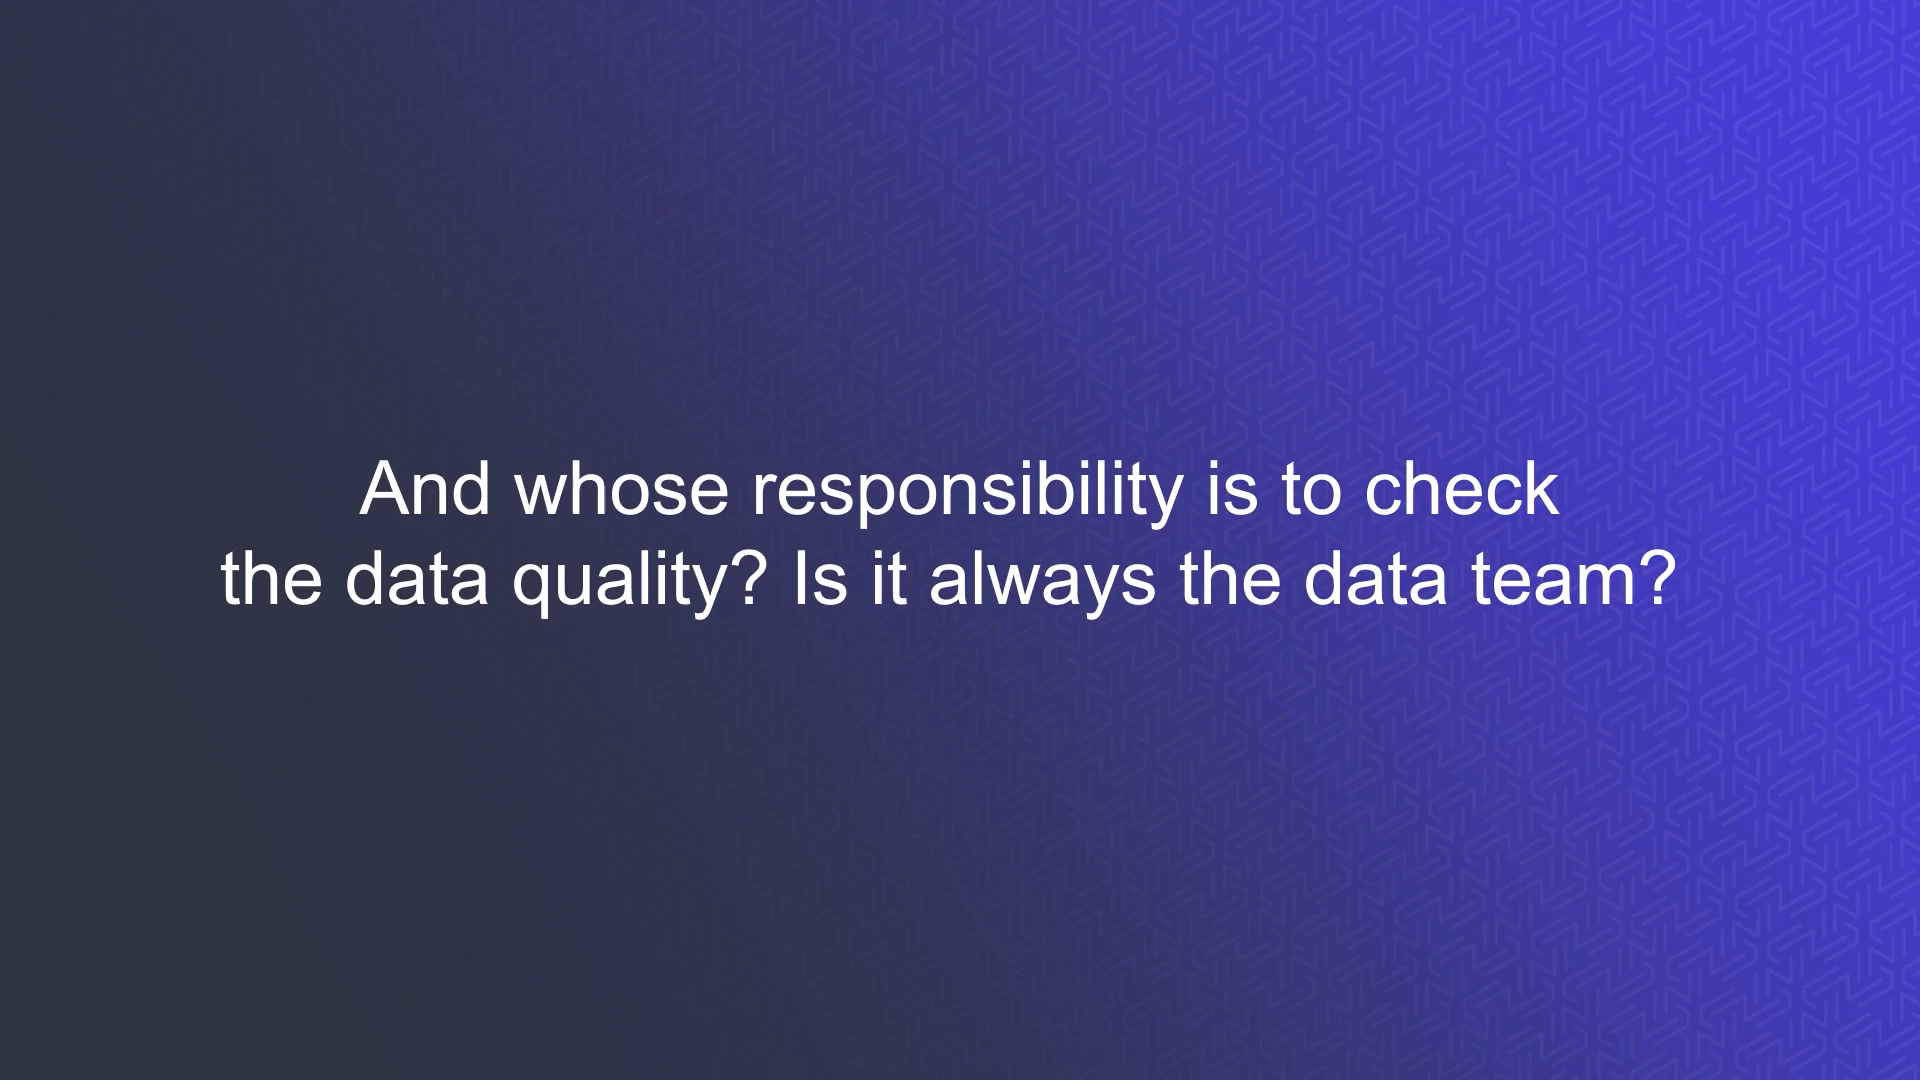 And whose responsibility is to check
the data quality? Is it always the data team?